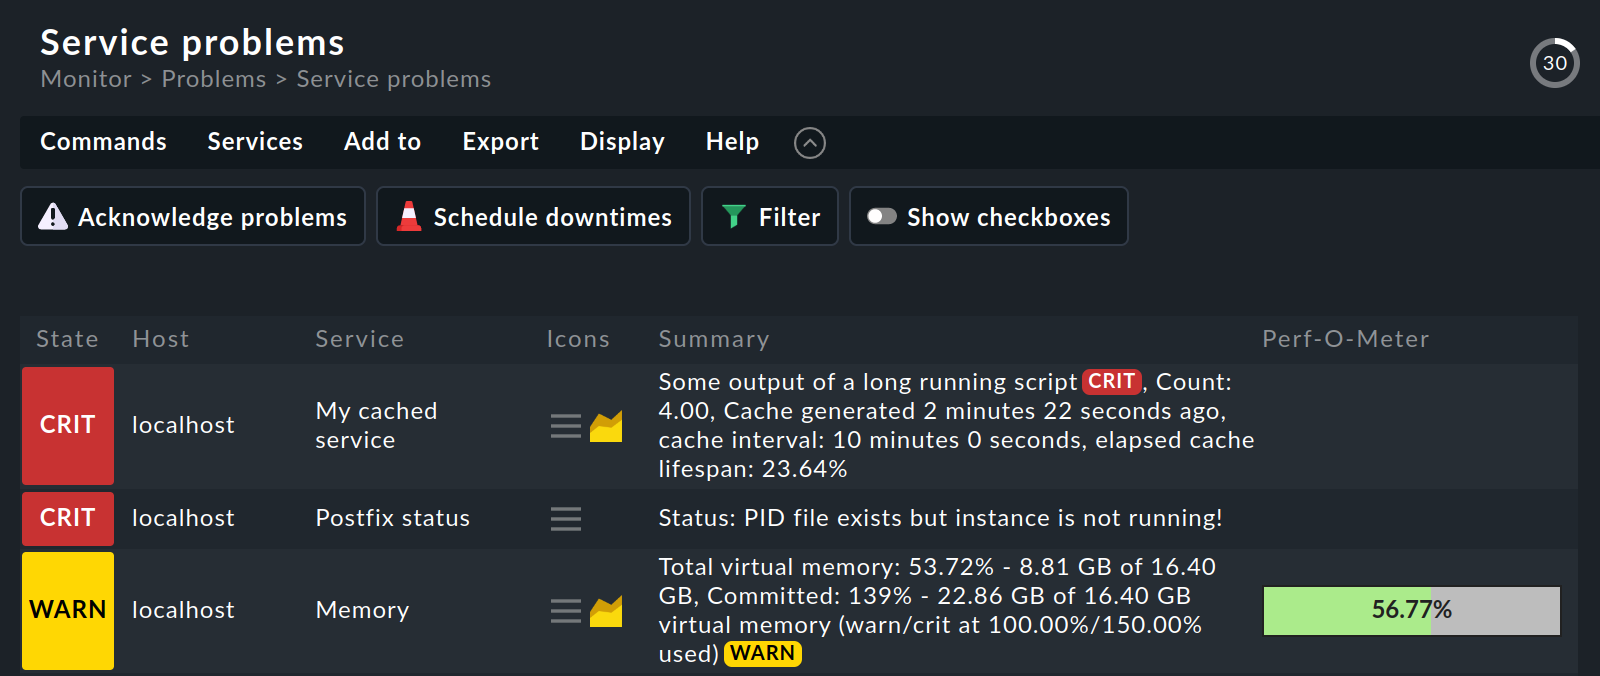 Service problems
Monitor > Problems > Service problems
30
Commands Services Add to Export Display Help
Acknowledge problems Schedule downtimes Filter Show checkboxes
State Host Service Icons Summary Perf-O-Meter
CRIT localhost My cached service Some output of a long running script CRIT, Count:
4.00, Cache generated 2 minutes 22 seconds ago,
cache interval: 10 minutes 0 seconds, elapsed cache
lifespan: 23.64%
CRIT localhost Postfix status Status: PID file exists but instance is not running!
WARN localhost Memory Total virtual memory: 53.72% - 8.81 GB of 16.40
GB, Committed: 139% - 22.86 GB of 16.40 GB
virtual memory (warn/crit at 100.00%/150.00%
used) WARN
56.77%